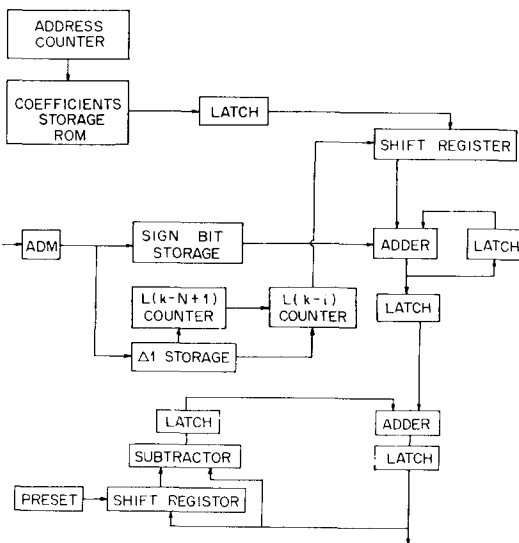 ADDRESS
COUNTER
COEFFICIENTS
STORAGE
ROM
LATCH
SHIFT REGISTER
ADM
SIGN BIT
STORAGE
ADDER
LATCH
L(k-N+1)
COUNTER
L(k-i)
COUNTER
LATCH
Δ1 STORAGE
LATCH
ADDER
SUBTRACTOR
LATCH
PRESET
SHIFT REGISTOR